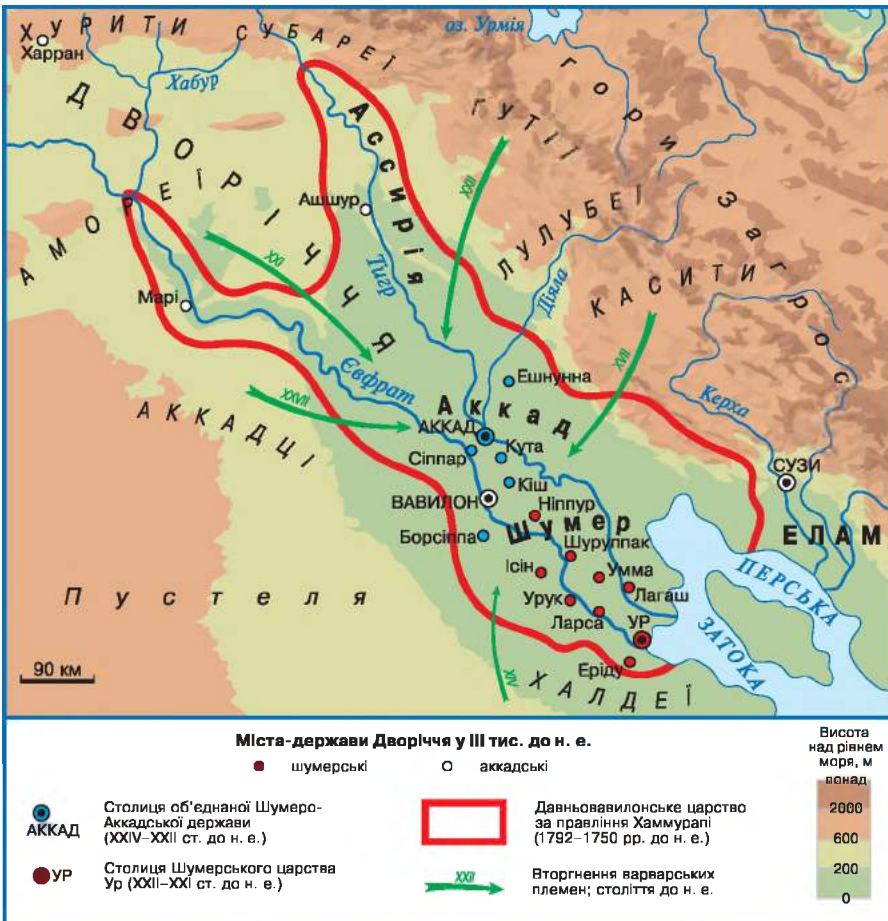 ХУРИТИ
СУБАРЕЇ
оз. Урмія
Харран
Хабур
ДВОРІЧЧЯ
Ассирія
ГУТІЇ
гори Загрос
XXII
АМОРЕЇ
Ашшур
ЛУЛУБЕЇ
Тигр
Діяла
КАСИТИ
XXI
Марі
XVII
Євфрат
Ешнунна
Керха
XXVII
Аккад
АККАДЦІ
АККАД
Кута
Сіппар
СУЗИ
Кіш
ВАВИЛОН
Ніппур
Шумер
ЕЛАМ
Борсіппа
Шуруппак
Ісін
Умма
ПЕРСЬКА
ЗАТОКА
Пустеля
Урук
Лагаш
Ларса
УР
90 км
Еріду
XIV
ХАЛДЕЇ
Міста-держави Дворіччя у III тис. до н. е.
шумерські
аккадські
АККАД
Столиця об’єднаної Шумеро-
Аккадської держави
(XXIV–XXII ст. до н. е.)
УР
Столиця Шумерського царства
Ур (XXII–XXI ст. до н. е.)
Давньовавилонське царство
за правління Хаммурапі
(1792–1750 рр. до н. е.)
XXII
Вторгнення варварських
племен; століття до н. е.
Висота
над рівнем
моря, м
понад
2000
600
200
0